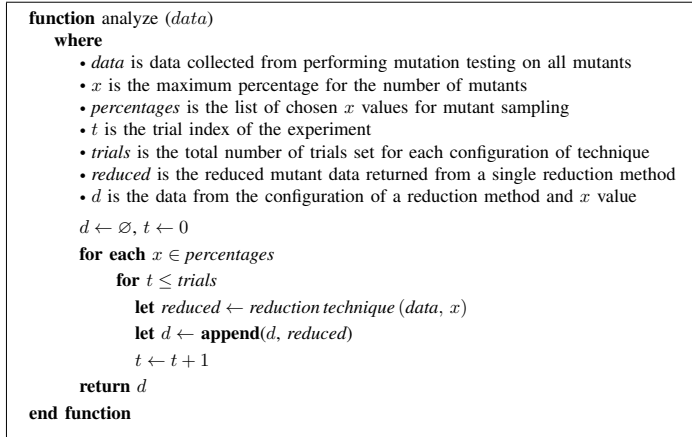 function analyze (data)
where
• data is data collected from performing mutation testing on all mutants
• x is the maximum percentage for the number of mutants
• percentages is the list of chosen x values for mutant sampling
• t is the trial index of the experiment
• trials is the total number of trials set for each configuration of technique
• reduced is the reduced mutant data returned from a single reduction method
• d is the data from the configuration of a reduction method and x value
d ← ∅, t ← 0
for each x ∈ percentages
for t ≤ trials
let reduced ← reduction technique (data, x)
let d ← append(d, reduced)
t ← t + 1
return d
end function